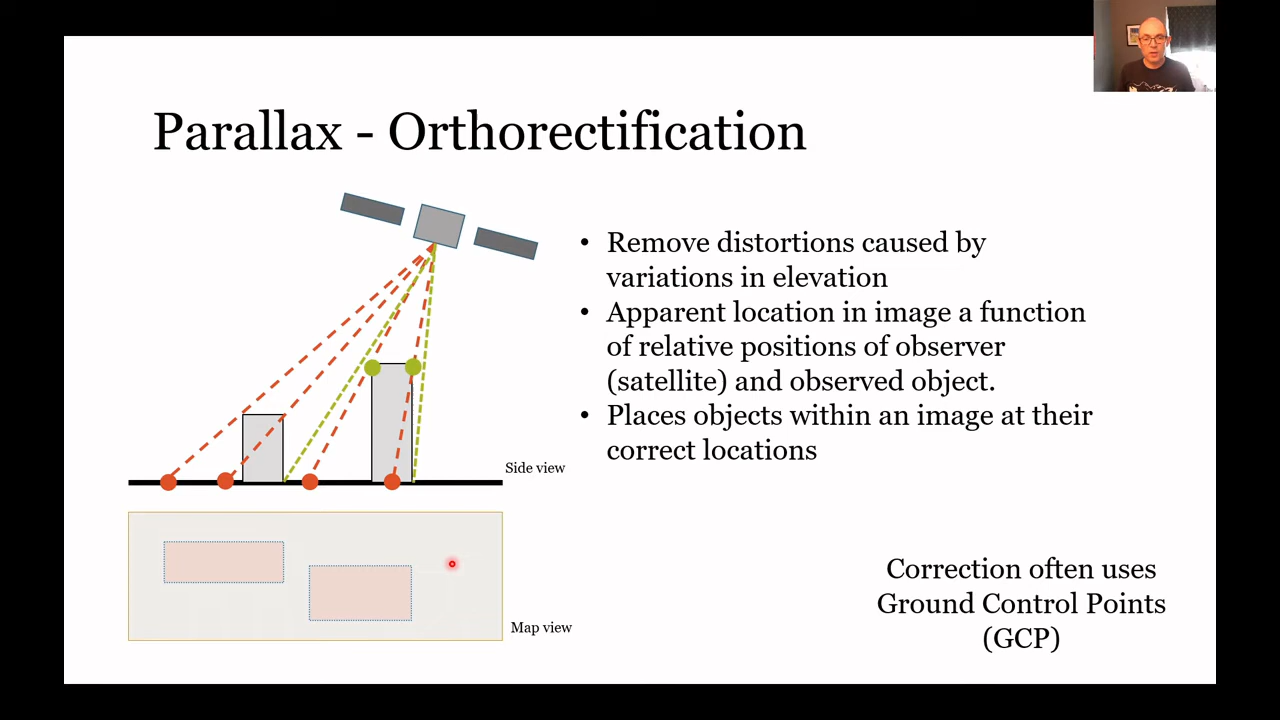 Parallax - Orthorectification
• Remove distortions caused by
variations in elevation
• Apparent location in image a function
of relative positions of observer
(satellite) and observed object.
• Places objects within an image at their
correct locations
Side view
Map view
Correction often uses
Ground Control Points
(GCP)